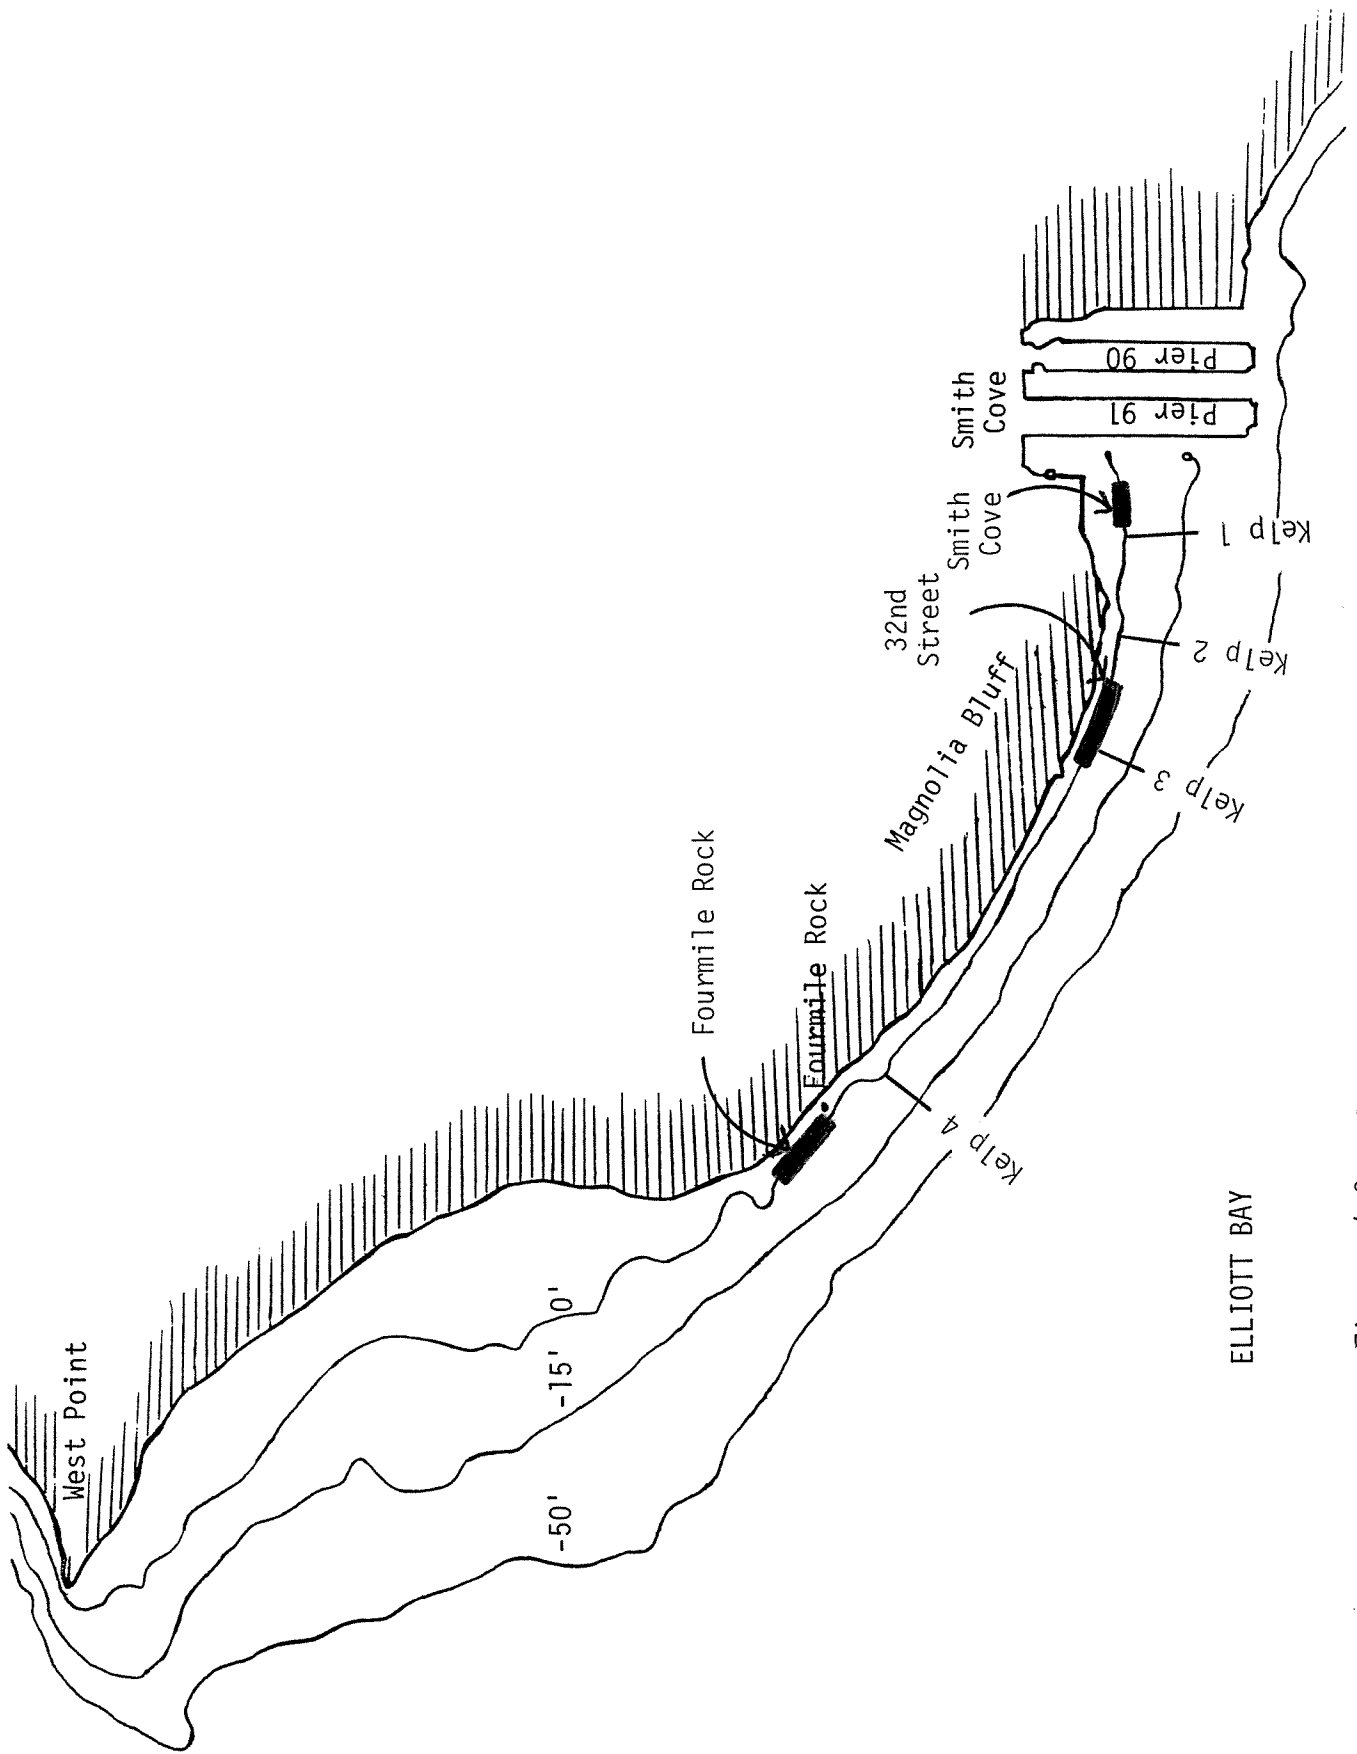 West Point
Fourmile Rock
Fourmile Rock
Magnolia Bluff
32nd
Street
Smith
Cove
Smith
Cove
Pier 91
Pier 90
Kelp 1
Kelp 2
Kelp 3
Kelp 4
0'
-15'
-50'
ELLIOTT BAY